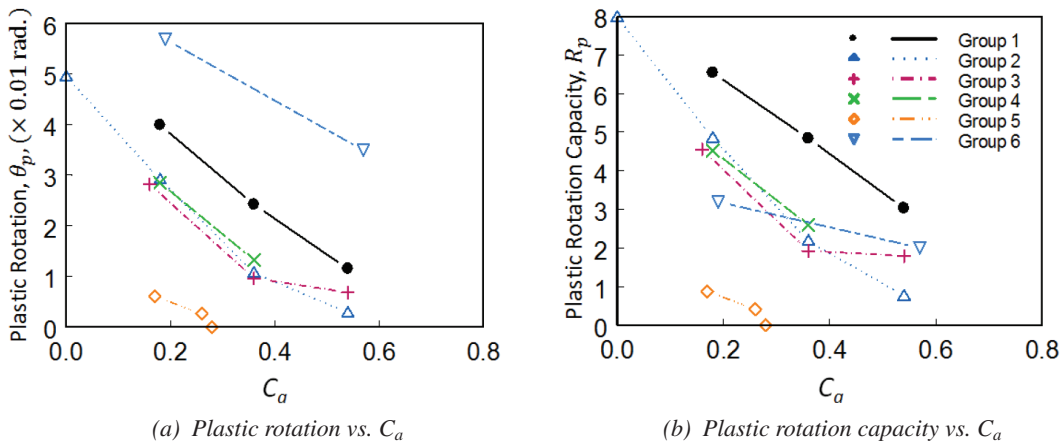 6
5
4
3
2
1
0
Plastic Rotation, θp, (× 0.01 rad.)
0.0 0.2 0.4 0.6 0.8
Ca
(a) Plastic rotation vs. Ca
8
7
6
5
4
3
2
1
0
Plastic Rotation Capacity, Rp
Group 1
Group 2
Group 3
Group 4
Group 5
Group 6
0.0 0.2 0.4 0.6 0.8
Ca
(b) Plastic rotation capacity vs. Ca